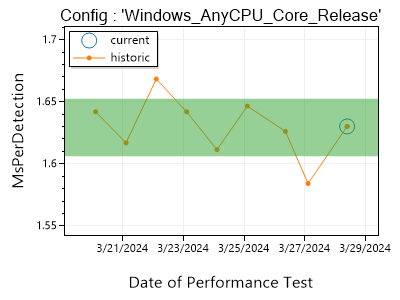 Config : 'Windows_AnyCPU_Core_Release'
current
historic
MsPerDetection
1.7
1.65
1.6
1.55
3/21/2024 3/23/2024 3/25/2024 3/27/2024 3/29/2024
Date of Performance Test